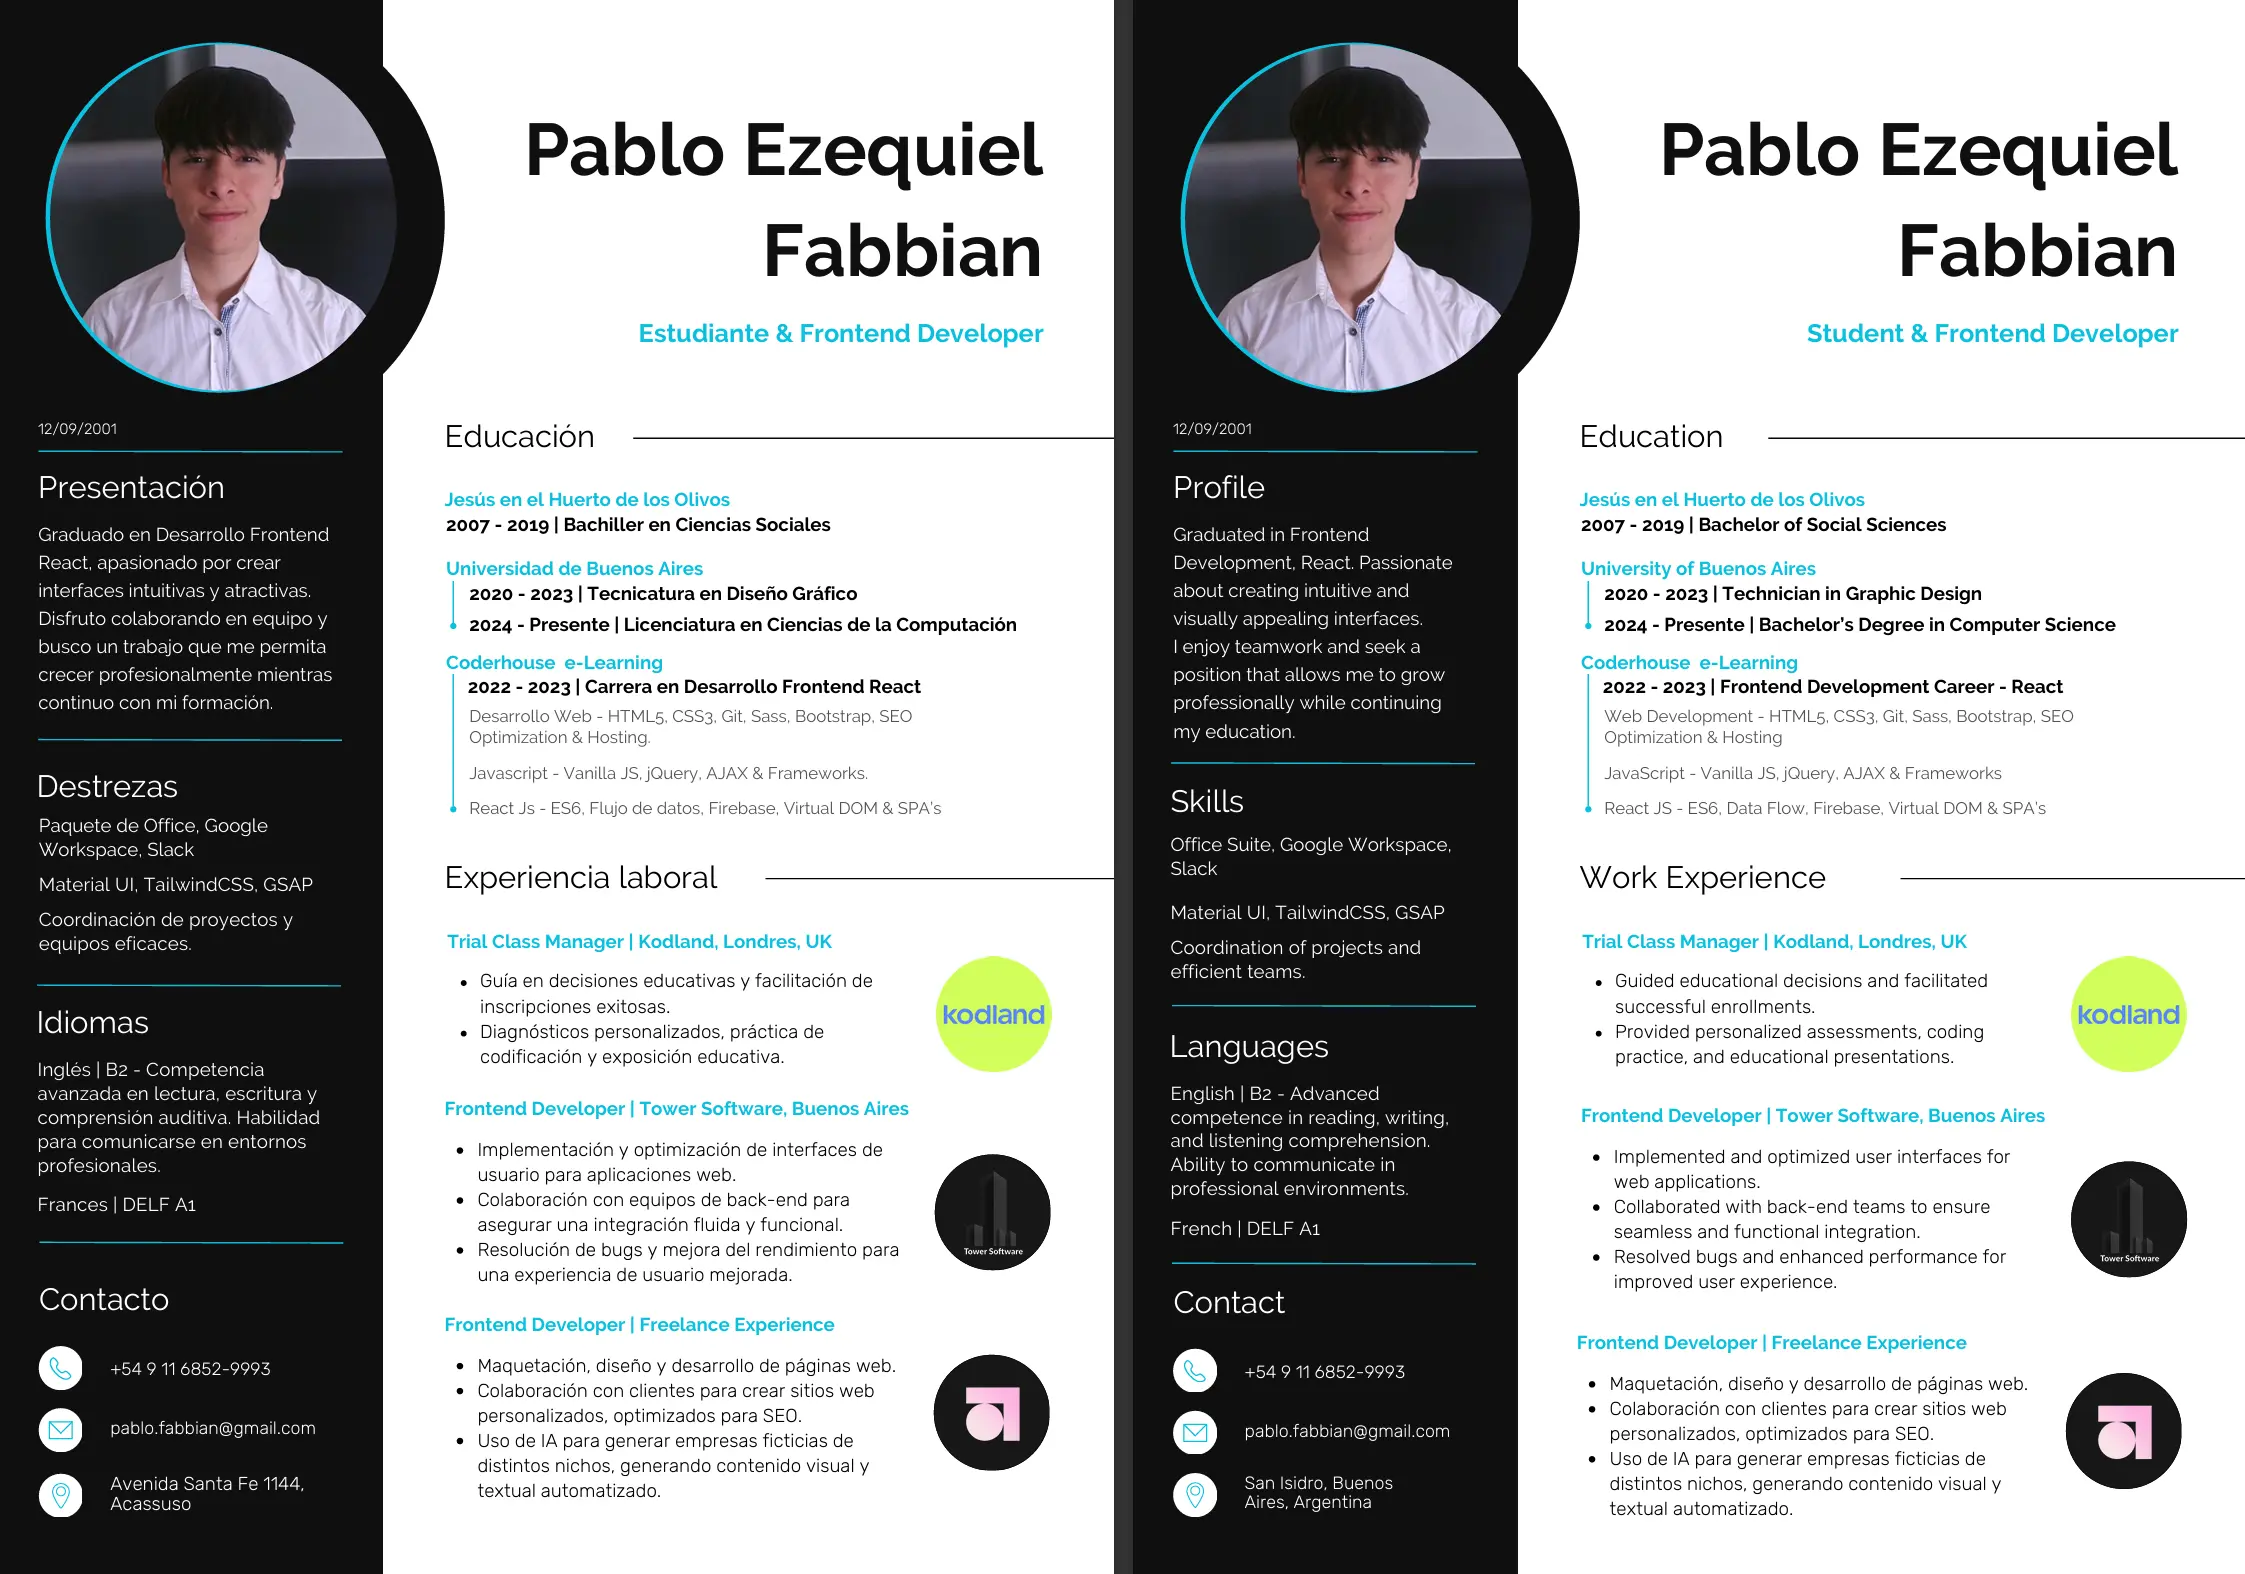 Pablo Ezequiel
Fabbian
Estudiante & Frontend Developer
12/09/2001
Presentación
Graduado en Desarrollo Frontend
React, apasionado por crear
interfaces intuitivas y atractivas.
Disfruto colaborando en equipo y
busco un trabajo que me permita
crecer profesionalmente mientras
continuo con mi formación.
Destrezas
Paquete de Office, Google
Workspace, Slack
Material UI, TailwindCSS, GSAP
Coordinación de proyectos y
equipos eficaces.
Idiomas
Inglés | B2 - Competencia
avanzada en lectura, escritura y
comprensión auditiva. Habilidad
para comunicarse en entornos
profesionales.
Frances | DELF A1
Contacto
+54 9 11 6852-9993
pablo.fabbian@gmail.com
Avenida Santa Fe 1144,
Acassuso
Educación
Jesús en el Huerto de los Olivos
2007 - 2019 | Bachiller en Ciencias Sociales
Universidad de Buenos Aires
2020 - 2023 | Tecnicatura en Diseño Gráfico
2024 - Presente | Licenciatura en Ciencias de la Computación
Coderhouse e-Learning
2022 - 2023 | Carrera en Desarrollo Frontend React
Desarrollo Web - HTML5, CSS3, Git, Sass, Bootstrap, SEO
Optimization & Hosting.
Javascript - Vanilla JS, jQuery, AJAX & Frameworks.
React Js - ES6, Flujo de datos, Firebase, Virtual DOM & SPA's
Experiencia laboral
Trial Class Manager | Kodland, Londres, UK
• Guía en decisiones educativas y facilitación de
inscripciones exitosas.
• Diagnósticos personalizados, práctica de
codificación y exposición educativa.
kodland
Frontend Developer | Tower Software, Buenos Aires
• Implementación y optimización de interfaces de
usuario para aplicaciones web.
• Colaboración con equipos de back-end para
asegurar una integración fluida y funcional.
• Resolución de bugs y mejora del rendimiento para
una experiencia de usuario mejorada.
Tower Software
Frontend Developer | Freelance Experience
• Maquetación, diseño y desarrollo de páginas web.
• Colaboración con clientes para crear sitios web
personalizados, optimizados para SEO.
• Uso de IA para generar empresas ficticias de
distintos nichos, generando contenido visual y
textual automatizado.
Pablo Ezequiel
Fabbian
Student & Frontend Developer
12/09/2001
Profile
Graduated in Frontend
Development, React. Passionate
about creating intuitive and
visually appealing interfaces.
I enjoy teamwork and seek a
position that allows me to grow
professionally while continuing
my education.
Skills
Office Suite, Google Workspace,
Slack
Material UI, TailwindCSS, GSAP
Coordination of projects and
efficient teams.
Languages
English | B2 - Advanced
competence in reading, writing,
and listening comprehension.
Ability to communicate in
professional environments.
French | DELF A1
Contact
+54 9 11 6852-9993
pablo.fabbian@gmail.com
San Isidro, Buenos
Aires, Argentina
Education
Jesús en el Huerto de los Olivos
2007 - 2019 | Bachelor of Social Sciences
University of Buenos Aires
2020 - 2023 | Technician in Graphic Design
2024 - Presente | Bachelor's Degree in Computer Science
Coderhouse e-Learning
2022 - 2023 | Frontend Development Career - React
Web Development - HTML5, CSS3, Git, Sass, Bootstrap, SEO
Optimization & Hosting
JavaScript - Vanilla JS, jQuery, AJAX & Frameworks
React JS - ES6, Data Flow, Firebase, Virtual DOM & SPA's
Work Experience
Trial Class Manager | Kodland, Londres, UK
• Guided educational decisions and facilitated
successful enrollments.
• Provided personalized assessments, coding
practice, and educational presentations.
kodland
Frontend Developer | Tower Software, Buenos Aires
• Implemented and optimized user interfaces for
web applications.
• Collaborated with back-end teams to ensure
seamless and functional integration.
• Resolved bugs and enhanced performance for
improved user experience.
Tower Software
Frontend Developer | Freelance Experience
• Maquetación, diseño y desarrollo de páginas web.
• Colaboración con clientes para crear sitios web
personalizados, optimizados para SEO.
• Uso de IA para generar empresas ficticias de
distintos nichos, generando contenido visual y
textual automatizado.